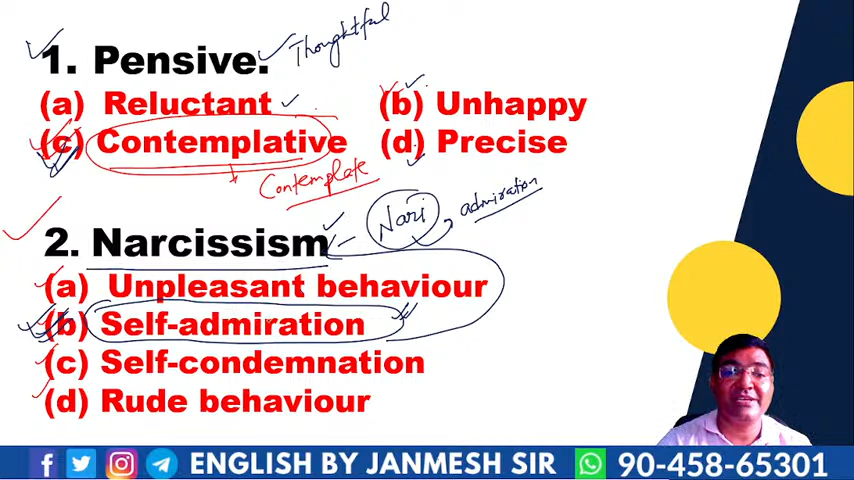 1. Pensive. Thoughtful
(a) Reluctant (b) Unhappy
(c) Contemplative (d) Precise
Contemplate
Nari admiration
2. Narcissism
(a) Unpleasant behaviour
(b) Self-admiration
(c) Self-condemnation
(d) Rude behaviour
ENGLISH BY JANMESH SIR 90-458-65301